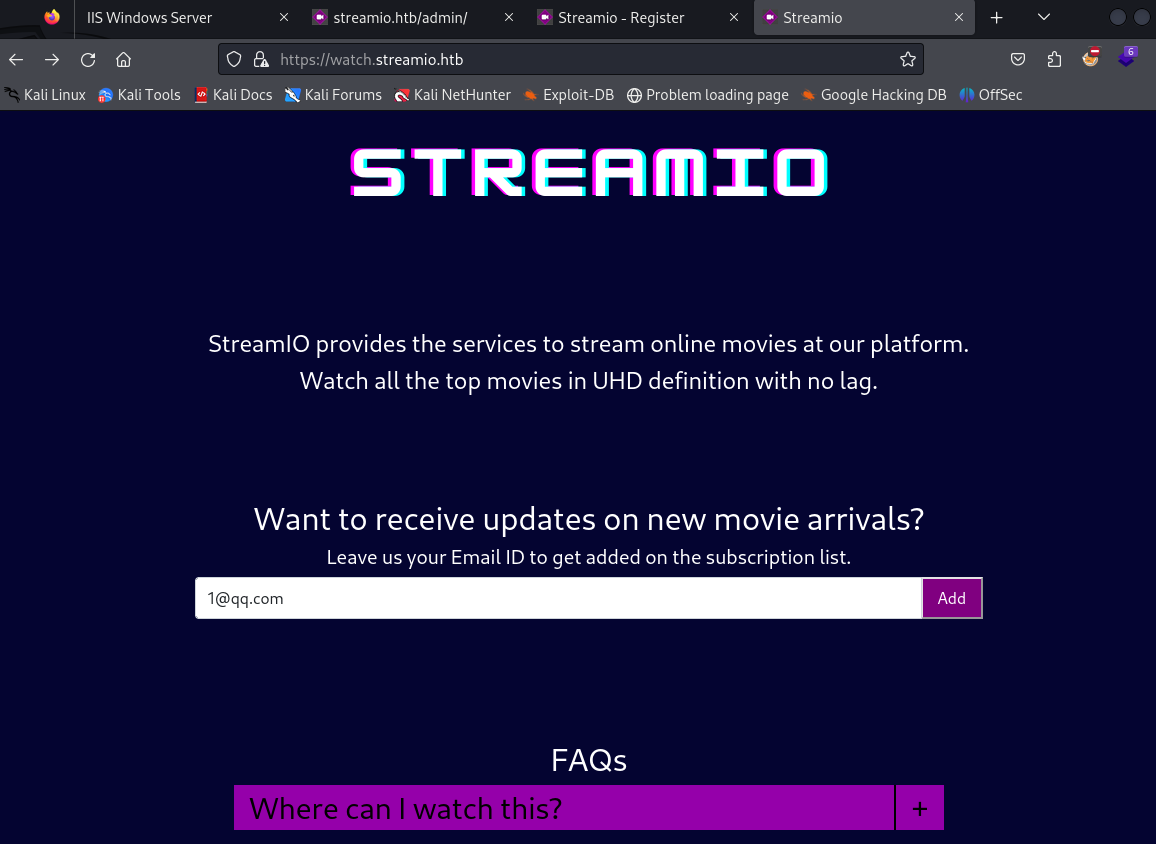 IIS Windows Server
streamio.htb/admin/
Streamio - Register
Streamio
https://watch.streamio.htb
6
Kali Linux Kali Tools Kali Docs Kali Forums Kali NetHunter Exploit-DB Problem loading page Google Hacking DB OffSec
STREAMIO
StreamIO provides the services to stream online movies at our platform.
Watch all the top movies in UHD definition with no lag.
Want to receive updates on new movie arrivals?
Leave us your Email ID to get added on the subscription list.
1@qq.com Add
FAQs
Where can I watch this? +